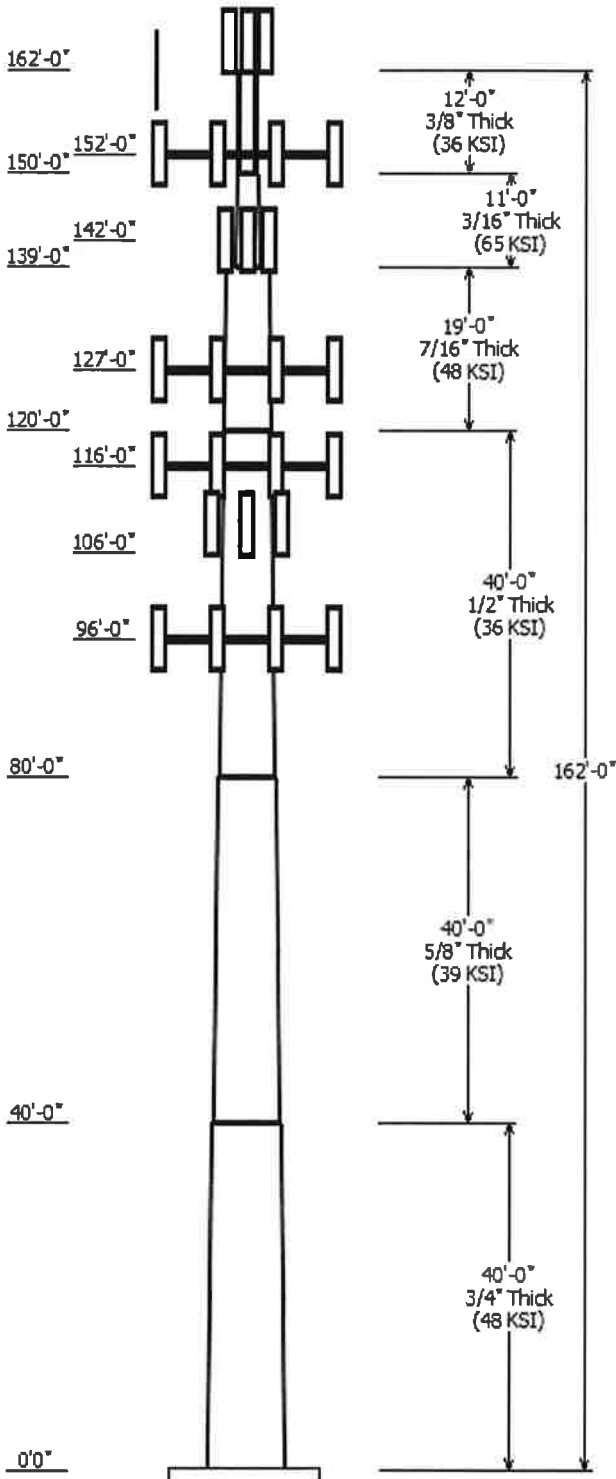 162'-0"
152'-0"
150'-0"
142'-0"
139'-0"
127'-0"
120'-0"
116'-0"
106'-0"
96'-0"
80'-0"
40'-0"
0'0"
12'-0"
3/8" Thick
(36 KSI)
11'-0"
3/16" Thick
(65 KSI)
19'-0"
7/16" Thick
(48 KSI)
40'-0"
1/2" Thick
(36 KSI)
162'-0"
40'-0"
5/8" Thick
(39 KSI)
40'-0"
3/4" Thick
(48 KSI)